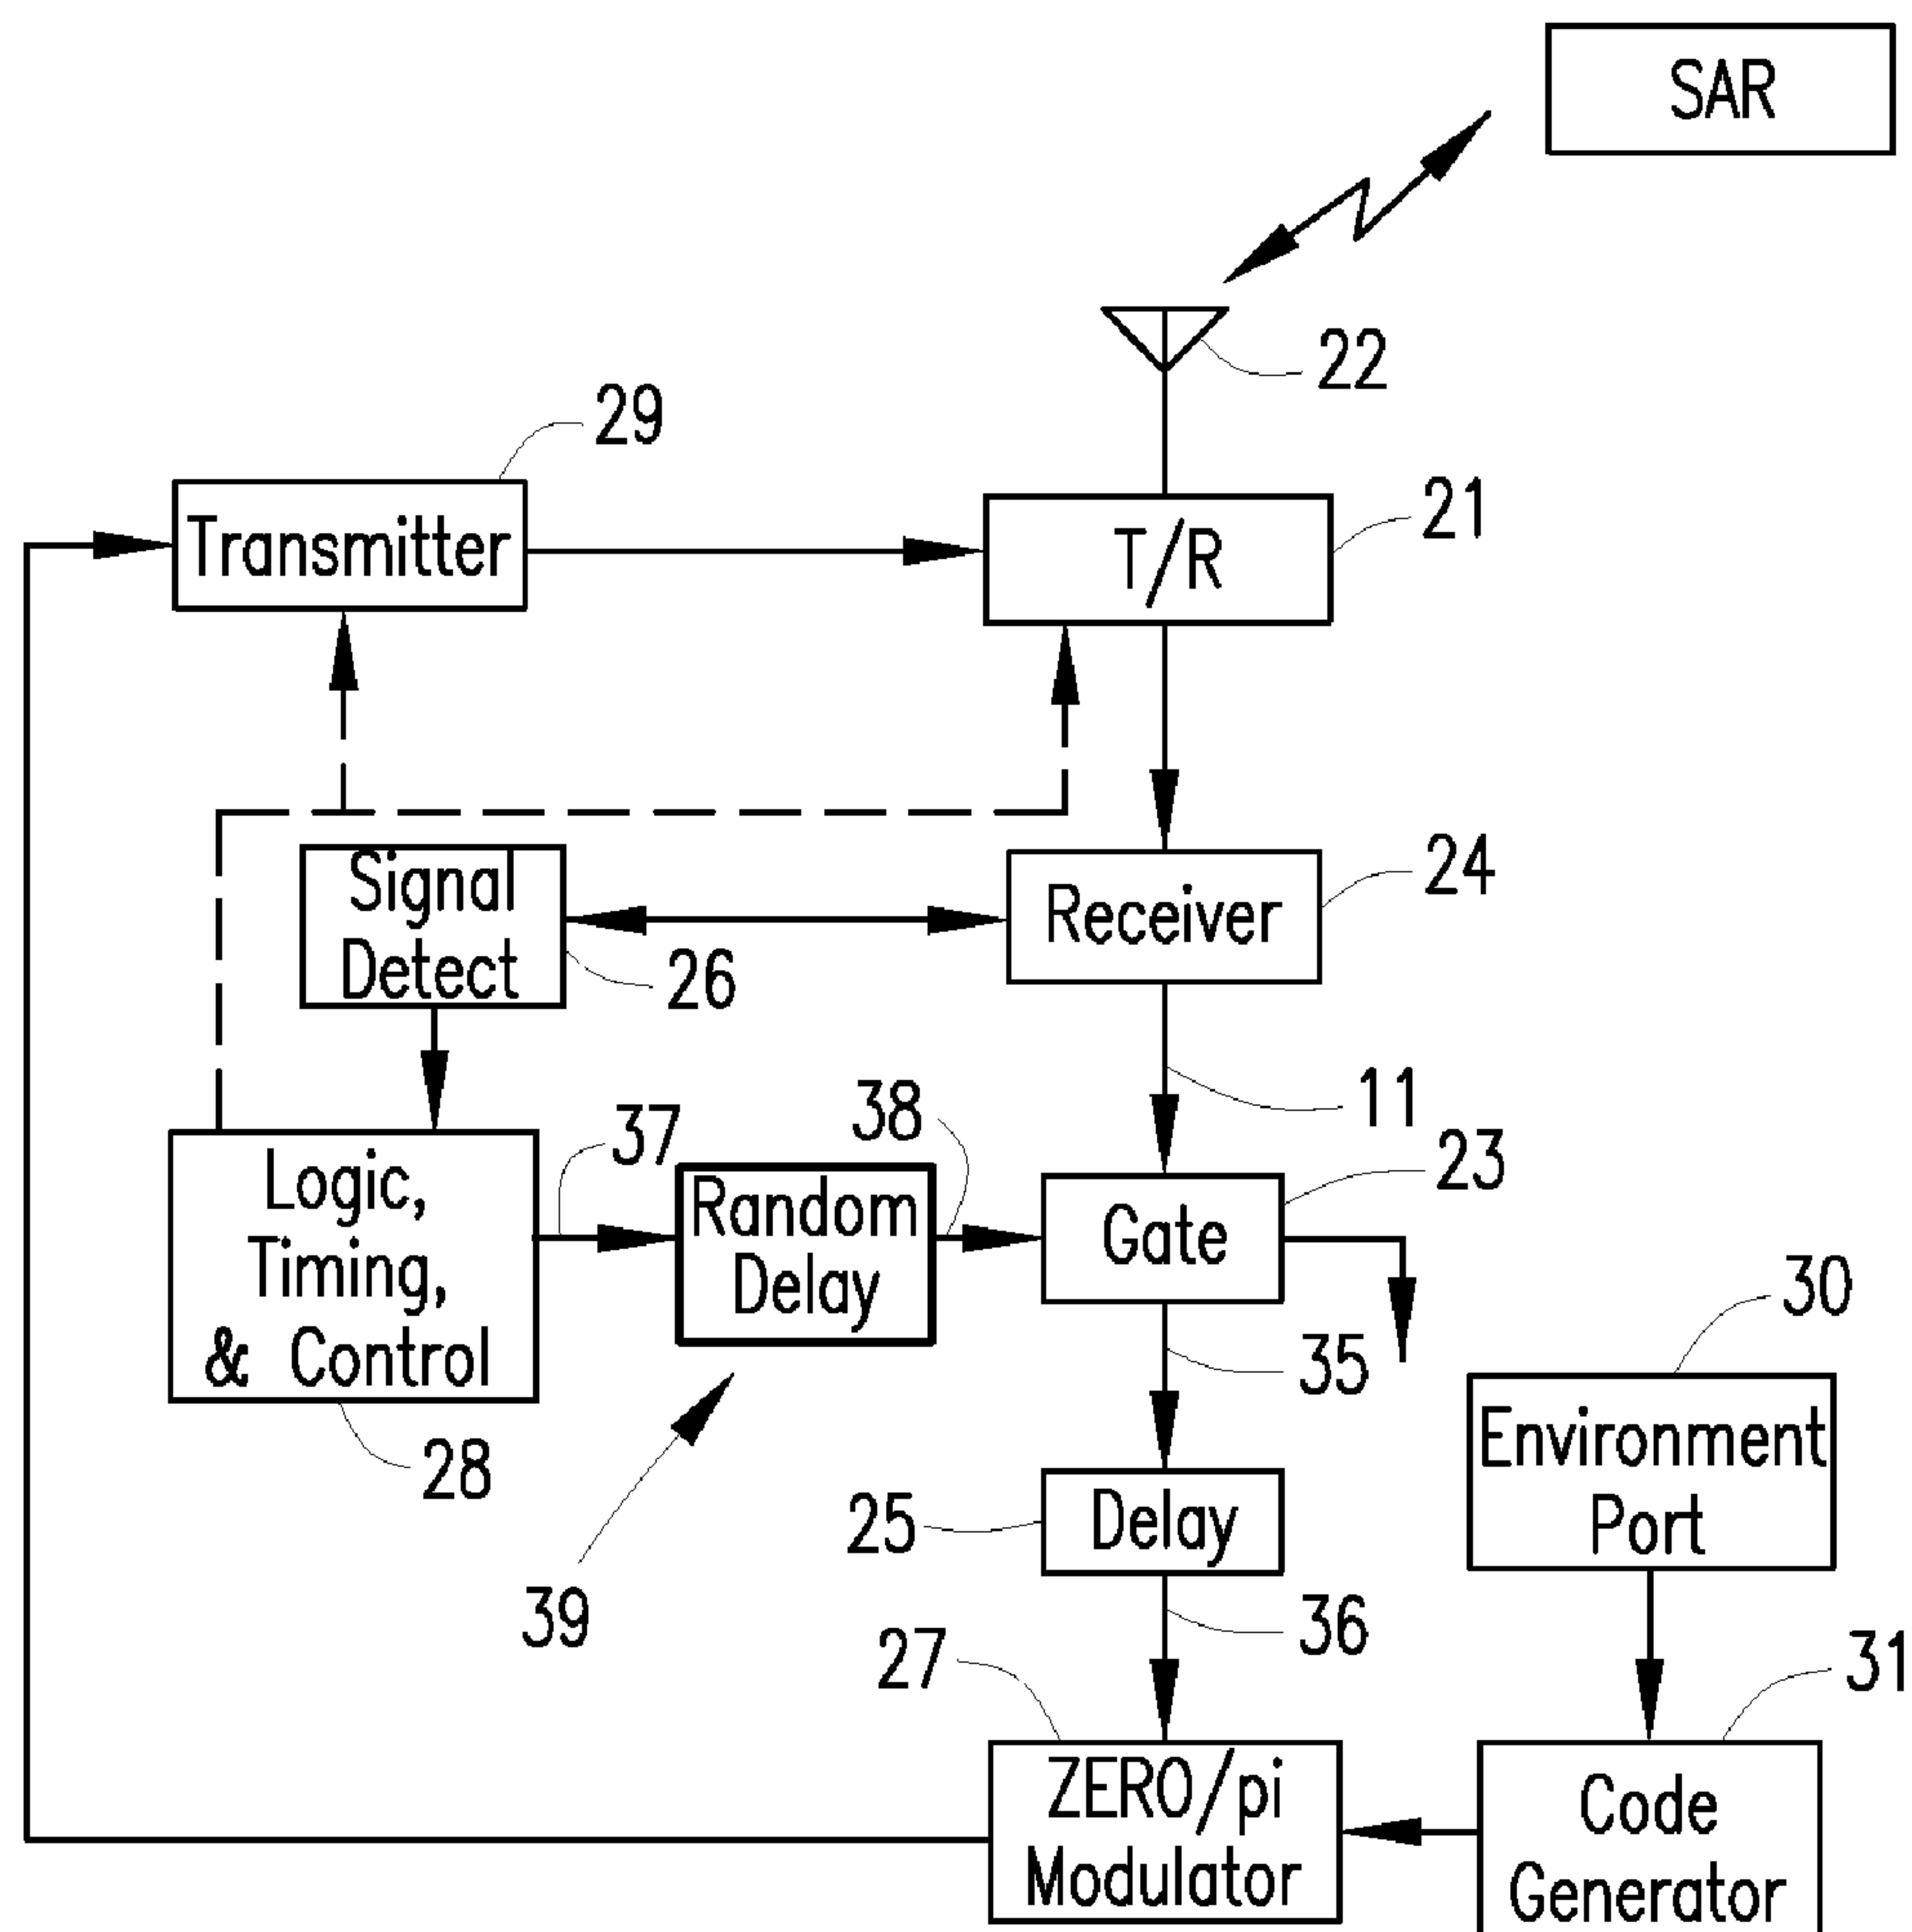 SAR
22
29
21
Transmitter
T/R
24
Signal
Detect
Receiver
26
11
38
37
23
Logic,
Timing,
& Control
Random
Delay
Gate
30
35
28
Environment
Port
25
Delay
39
36
27
31
ZERO/pi
Modulator
Code
Generator